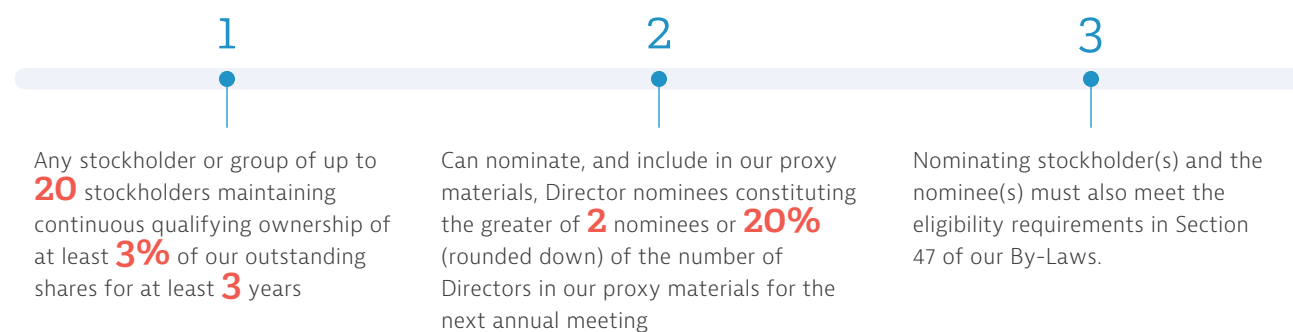 1
Any stockholder or group of up to
20 stockholders maintaining
continuous qualifying ownership of
at least 3% of our outstanding
shares for at least 3 years
2
Can nominate, and include in our proxy
materials, Director nominees constituting
the greater of 2 nominees or 20%
(rounded down) of the number of
Directors in our proxy materials for the
next annual meeting
3
Nominating stockholder(s) and the
nominee(s) must also meet the
eligibility requirements in Section
47 of our By-Laws.